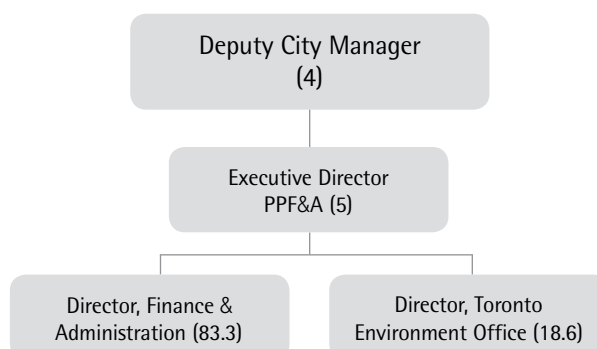 Deputy City Manager
(4)
Executive Director
PPF&A (5)
Director, Finance &
Administration (83.3)
Director, Toronto
Environment Office (18.6)